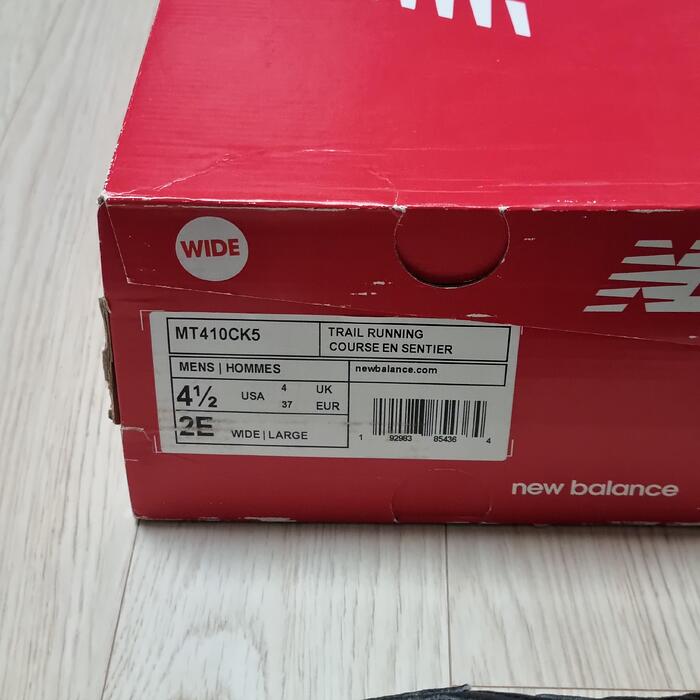 WIDE
MT410CK5
TRAIL RUNNING
COURSE EN SENTIER
MENS | HOMMES
newbalance.com
4½ USA 4 UK
37 EUR
2E WIDE | LARGE
1 92983 85436 4
new balance